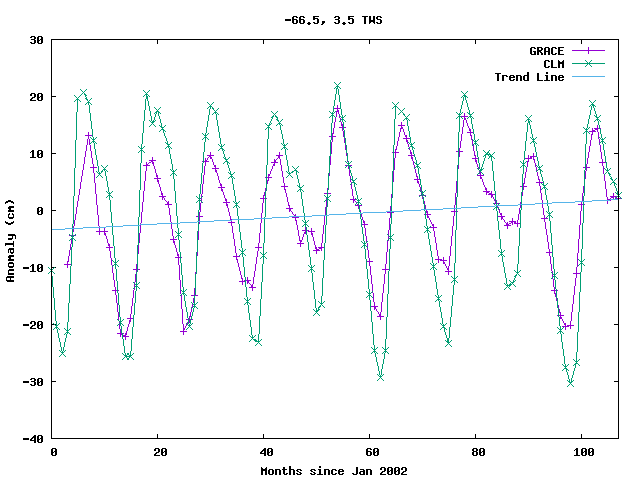 -66.5, 3.5 TWS
GRACE
CLM
Trend Line
30
20
10
0
-10
-20
-30
-40
Anomaly (cm)
0 20 40 60 80 100
Months since Jan 2002